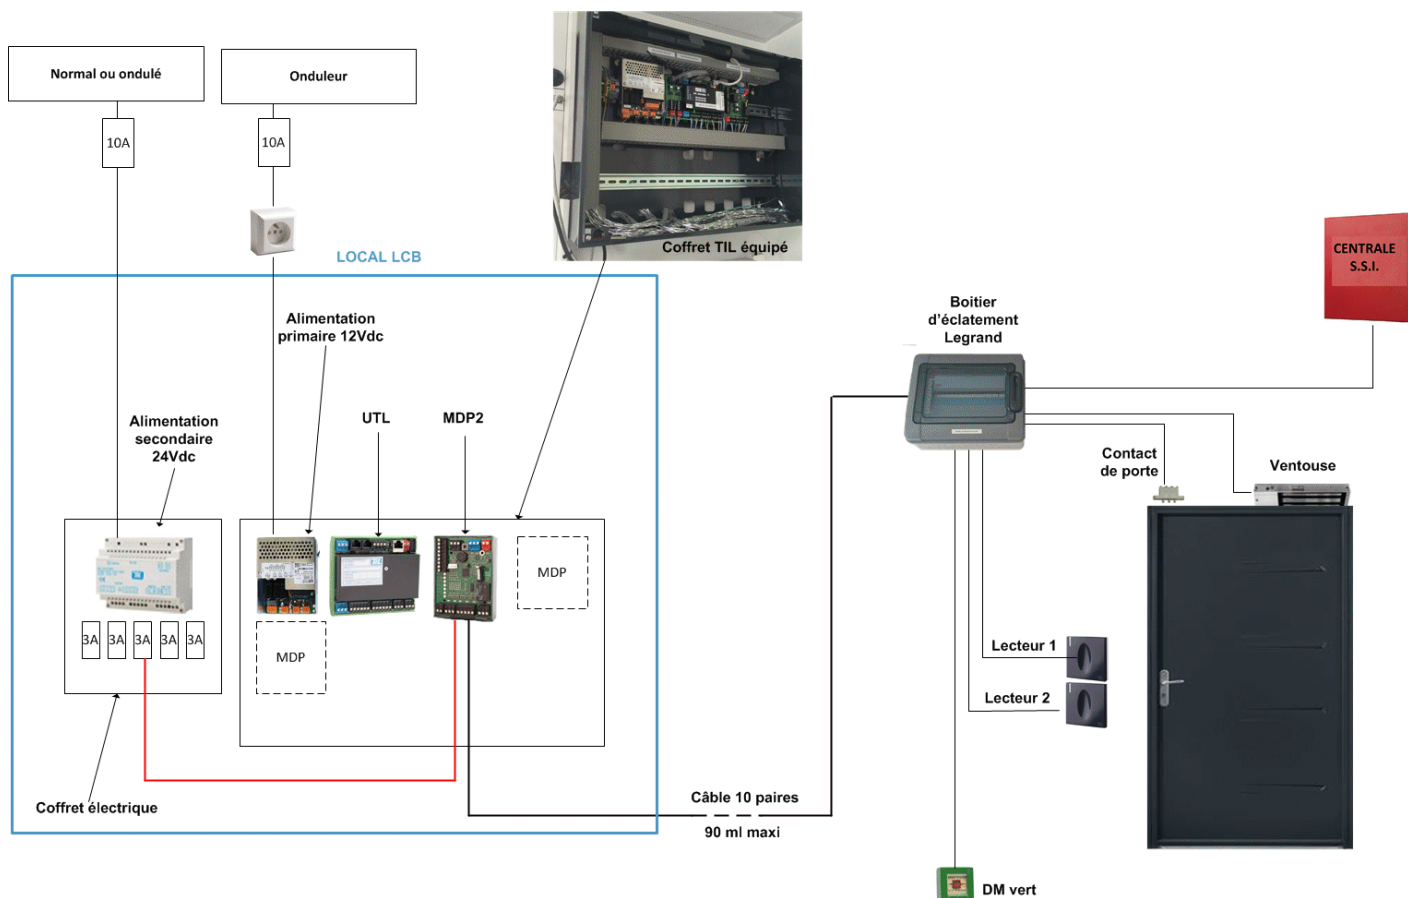 Normal ou ondulé
Onduleur
10A
10A
Coffret TIL équipé
LOCAL LCB
CENTRALE
S.S.I.
Alimentation
primaire 12Vdc
Boitier
d'éclatement
Legrand
Alimentation
secondaire
24Vdc
UTL
MDP2
Contact
de porte
Ventouse
MDP
3A
3A
3A
3A
3A
MDP
Lecteur 1
Lecteur 2
Coffret électrique
Câble 10 paires
90 ml maxi
DM vert